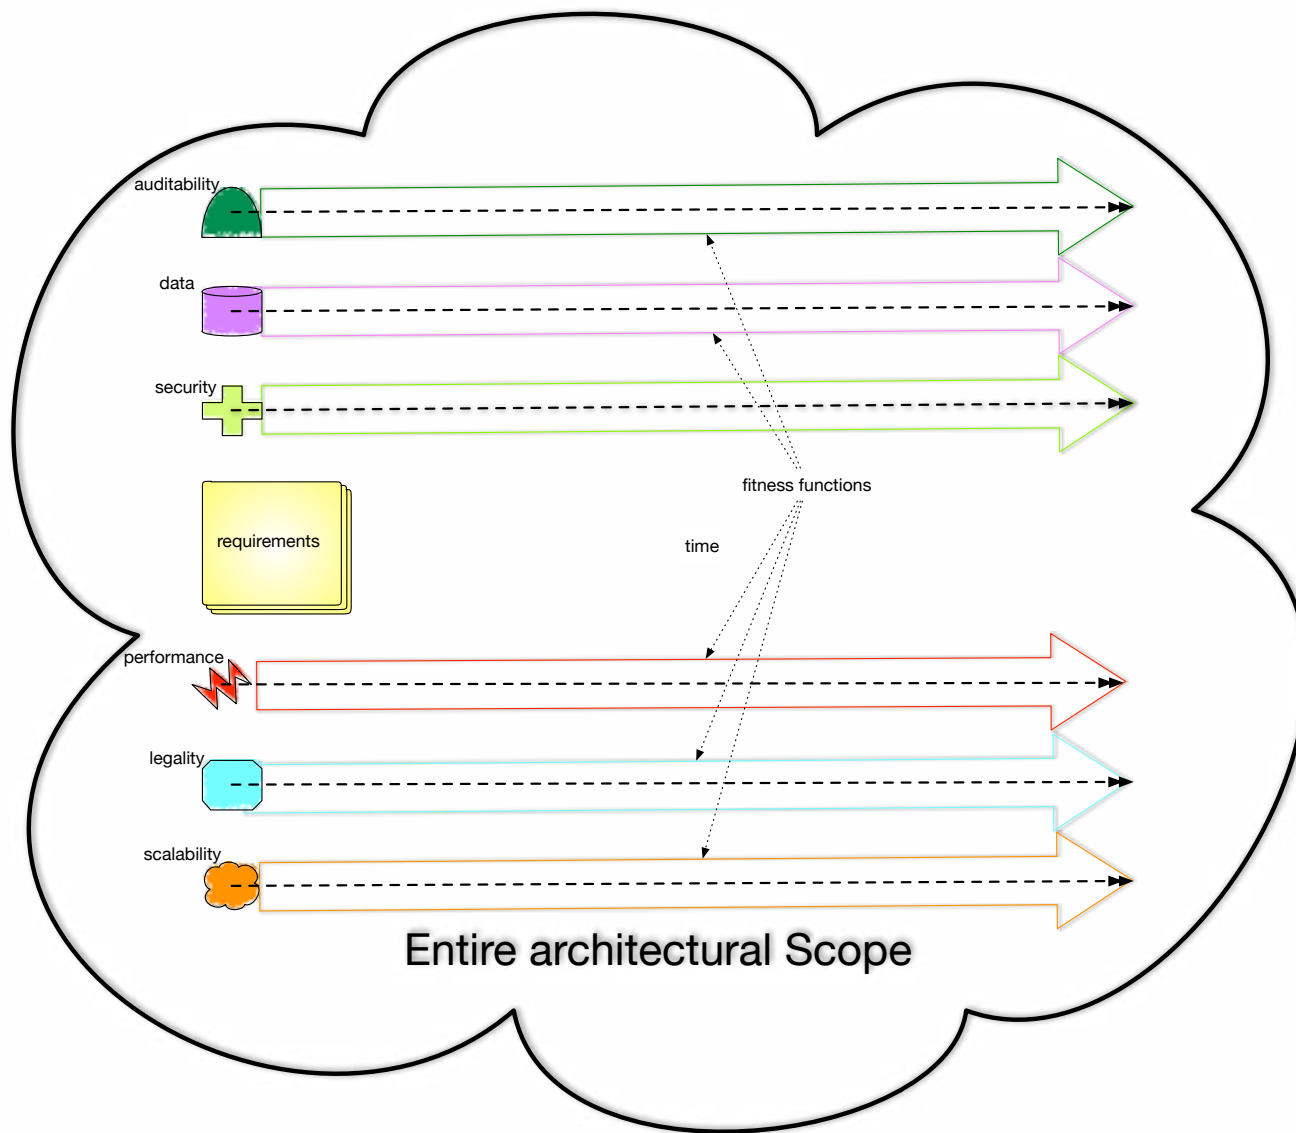 auditability
data
security
fitness functions
requirements
time
performance
legality
scalability
Entire architectural Scope